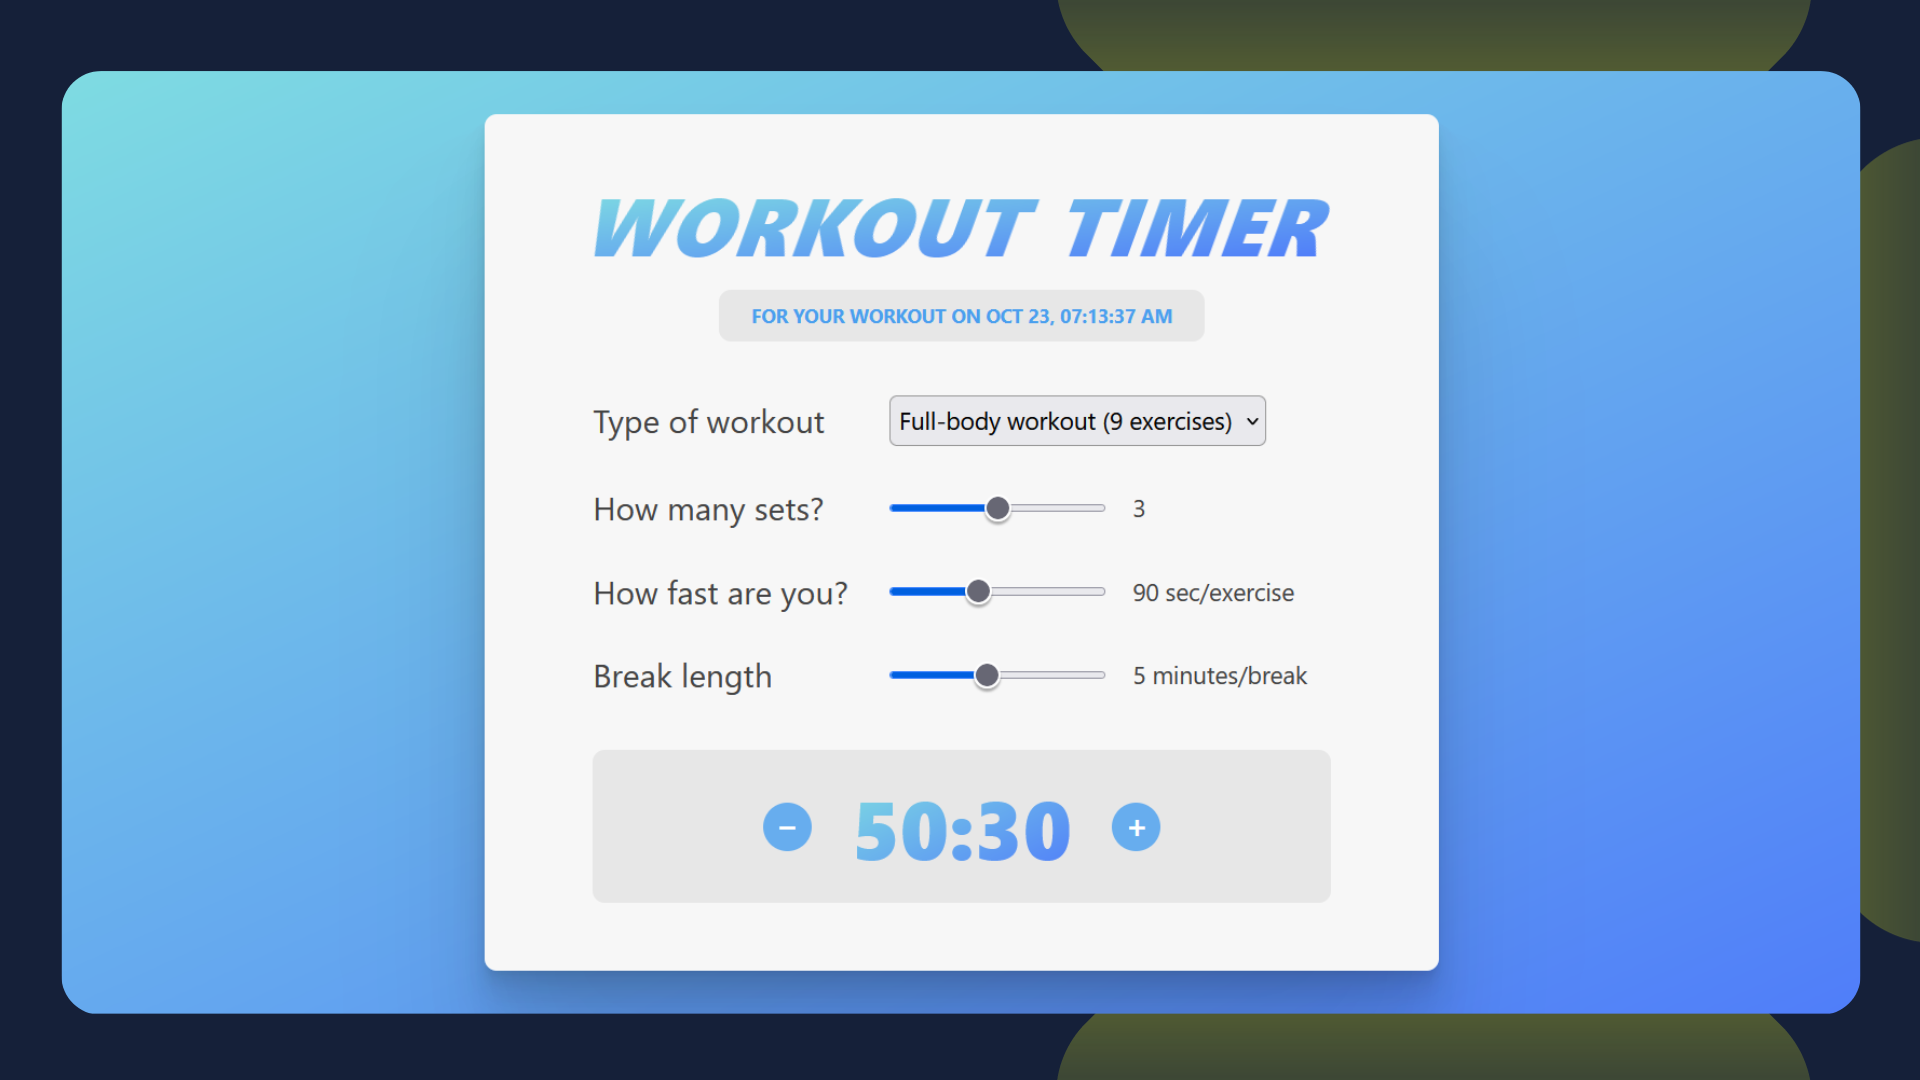 WORKOUT TIMER
FOR YOUR WORKOUT ON OCT 23, 07:13:37 AM
Type of workout Full-body workout (9 exercises)
How many sets? 3
How fast are you? 90 sec/exercise
Break length 5 minutes/break
– 50:30 +